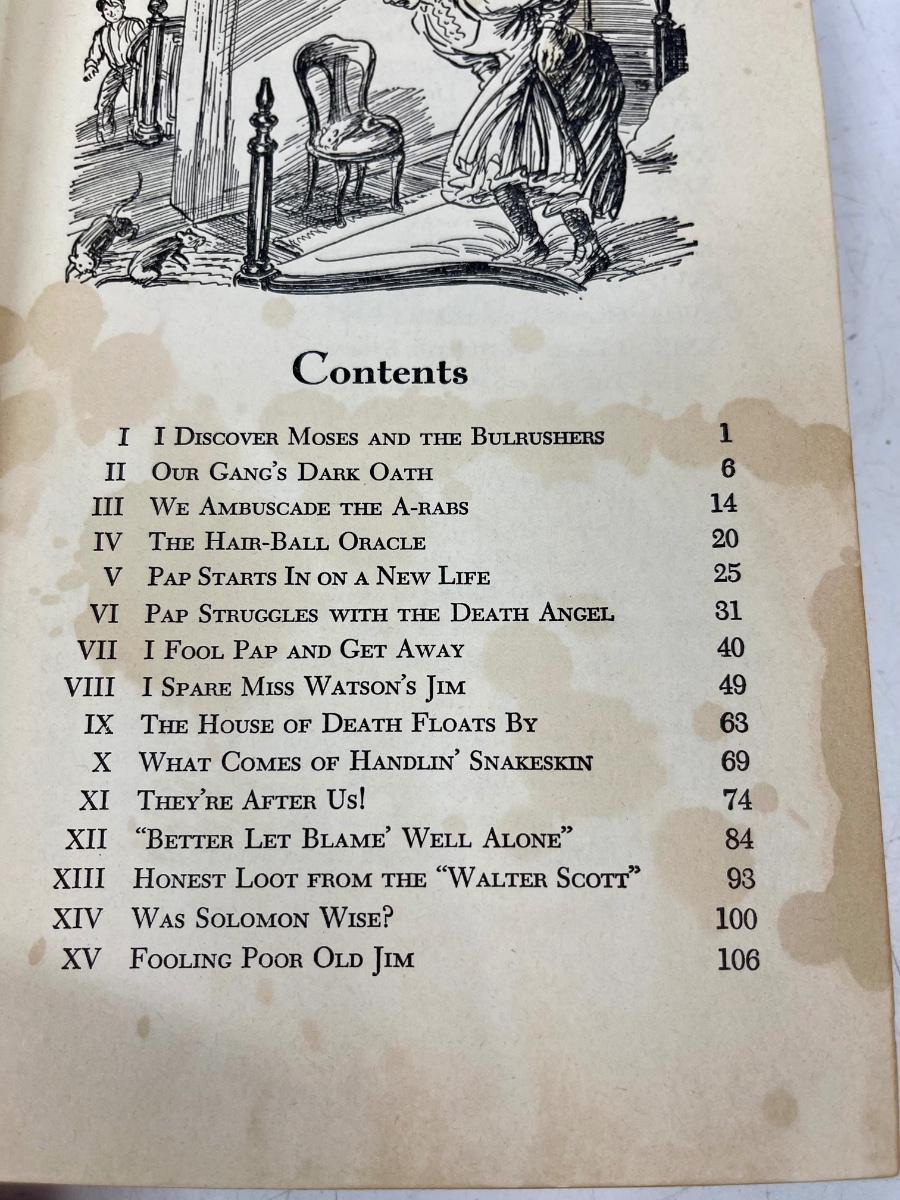 Contents
I I Discover Moses and the Bulrushers 1
II Our Gang's Dark Oath 6
III We Ambuscade the A-rabs 14
IV The Hair-Ball Oracle 20
V Pap Starts In on a New Life 25
VI Pap Struggles with the Death Angel 31
VII I Fool Pap and Get Away 40
VIII I Spare Miss Watson's Jim 49
IX The House of Death Floats By 63
X What Comes of Handlin' Snakeskin 69
XI They're After Us! 74
XII "Better Let Blame' Well Alone" 84
XIII Honest Loot from the "Walter Scott" 93
XIV Was Solomon Wise? 100
XV Fooling Poor Old Jim 106